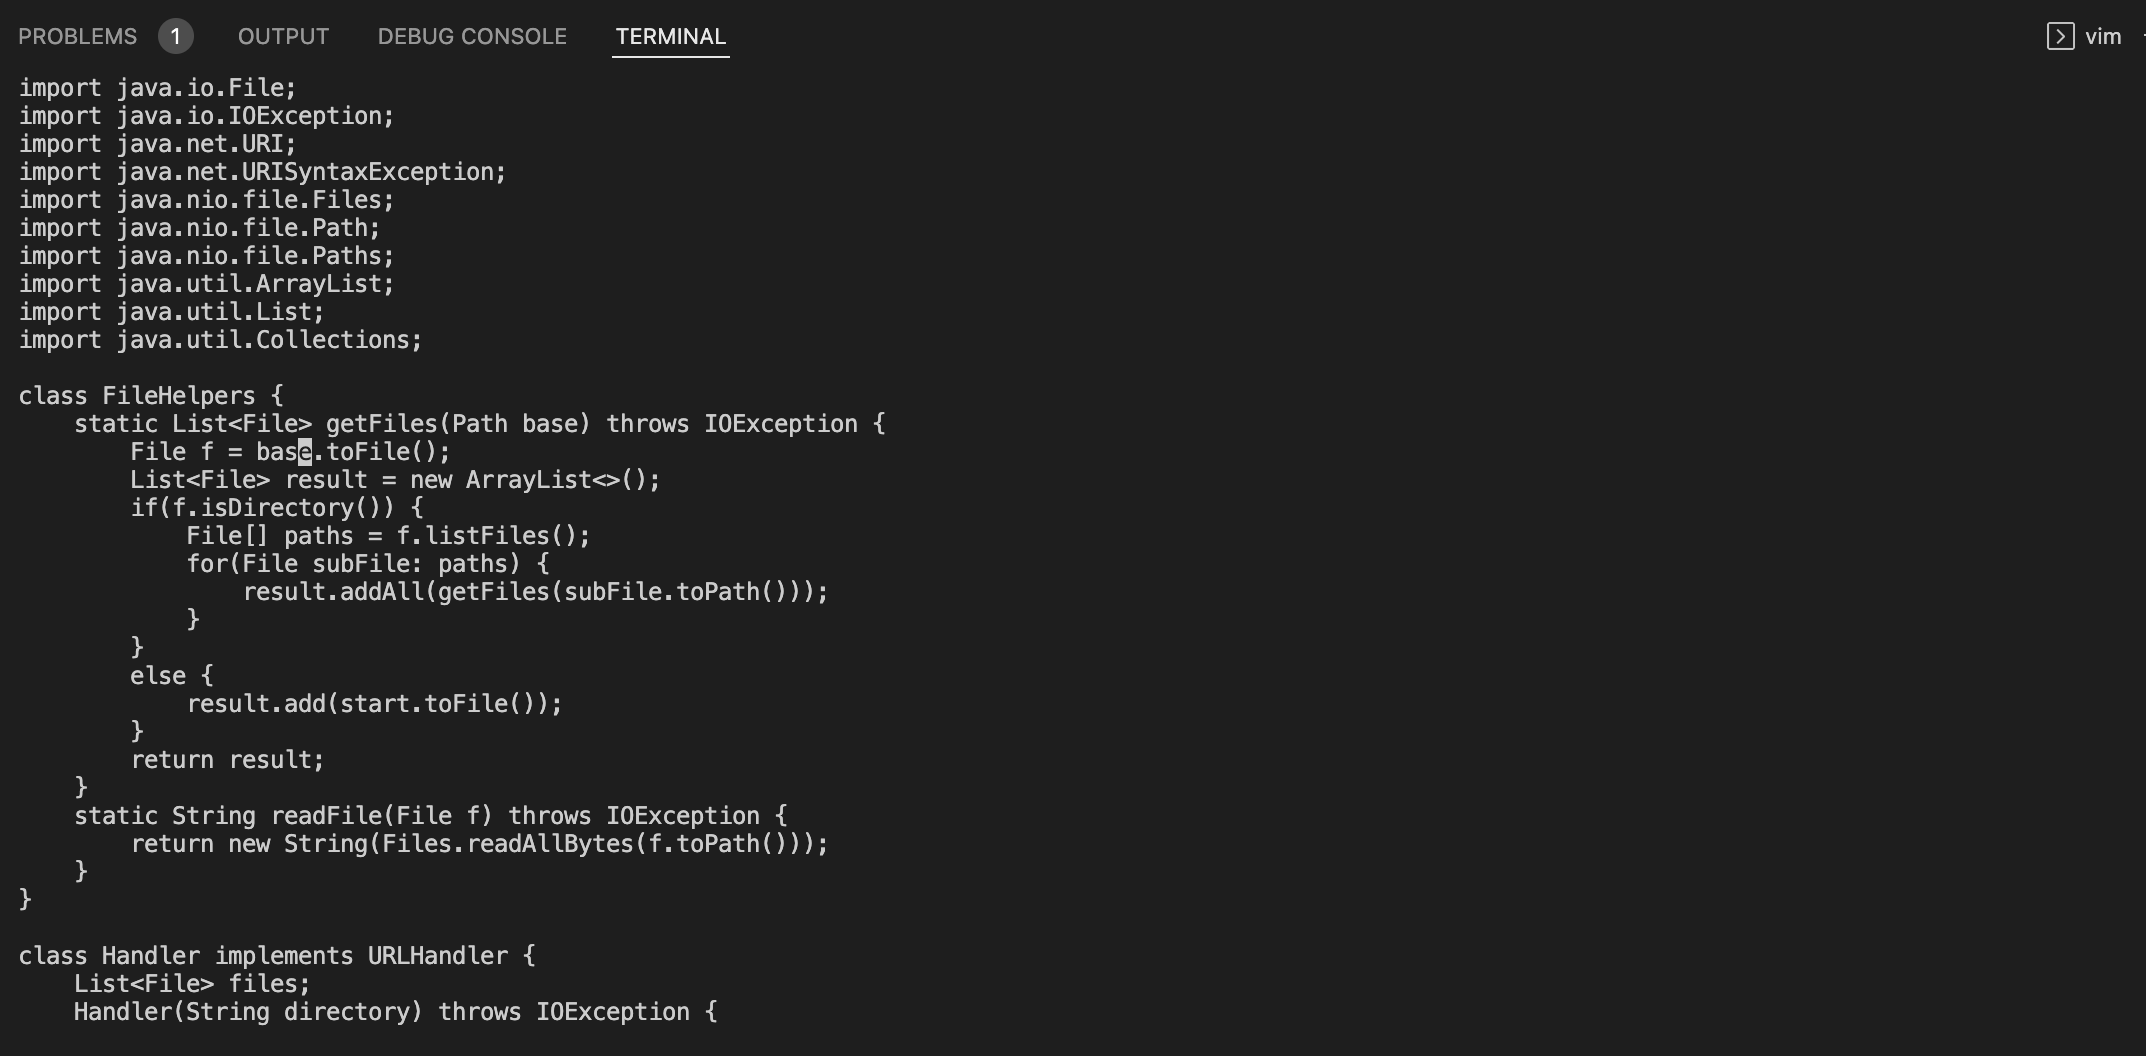 PROBLEMS 1 OUTPUT DEBUG CONSOLE TERMINAL vim
import java.io.File;
import java.io.IOException;
import java.net.URI;
import java.net.URISyntaxException;
import java.nio.file.Files;
import java.nio.file.Path;
import java.nio.file.Paths;
import java.util.ArrayList;
import java.util.List;
import java.util.Collections;

class FileHelpers {
    static List<File> getFiles(Path base) throws IOException {
        File f = base.toFile();
        List<File> result = new ArrayList<>();
        if(f.isDirectory()) {
            File[] paths = f.listFiles();
            for(File subFile: paths) {
                result.addAll(getFiles(subFile.toPath()));
            }
        }
        else {
            result.add(start.toFile());
        }
        return result;
    }
    static String readFile(File f) throws IOException {
        return new String(Files.readAllBytes(f.toPath()));
    }
}

class Handler implements URLHandler {
    List<File> files;
    Handler(String directory) throws IOException {